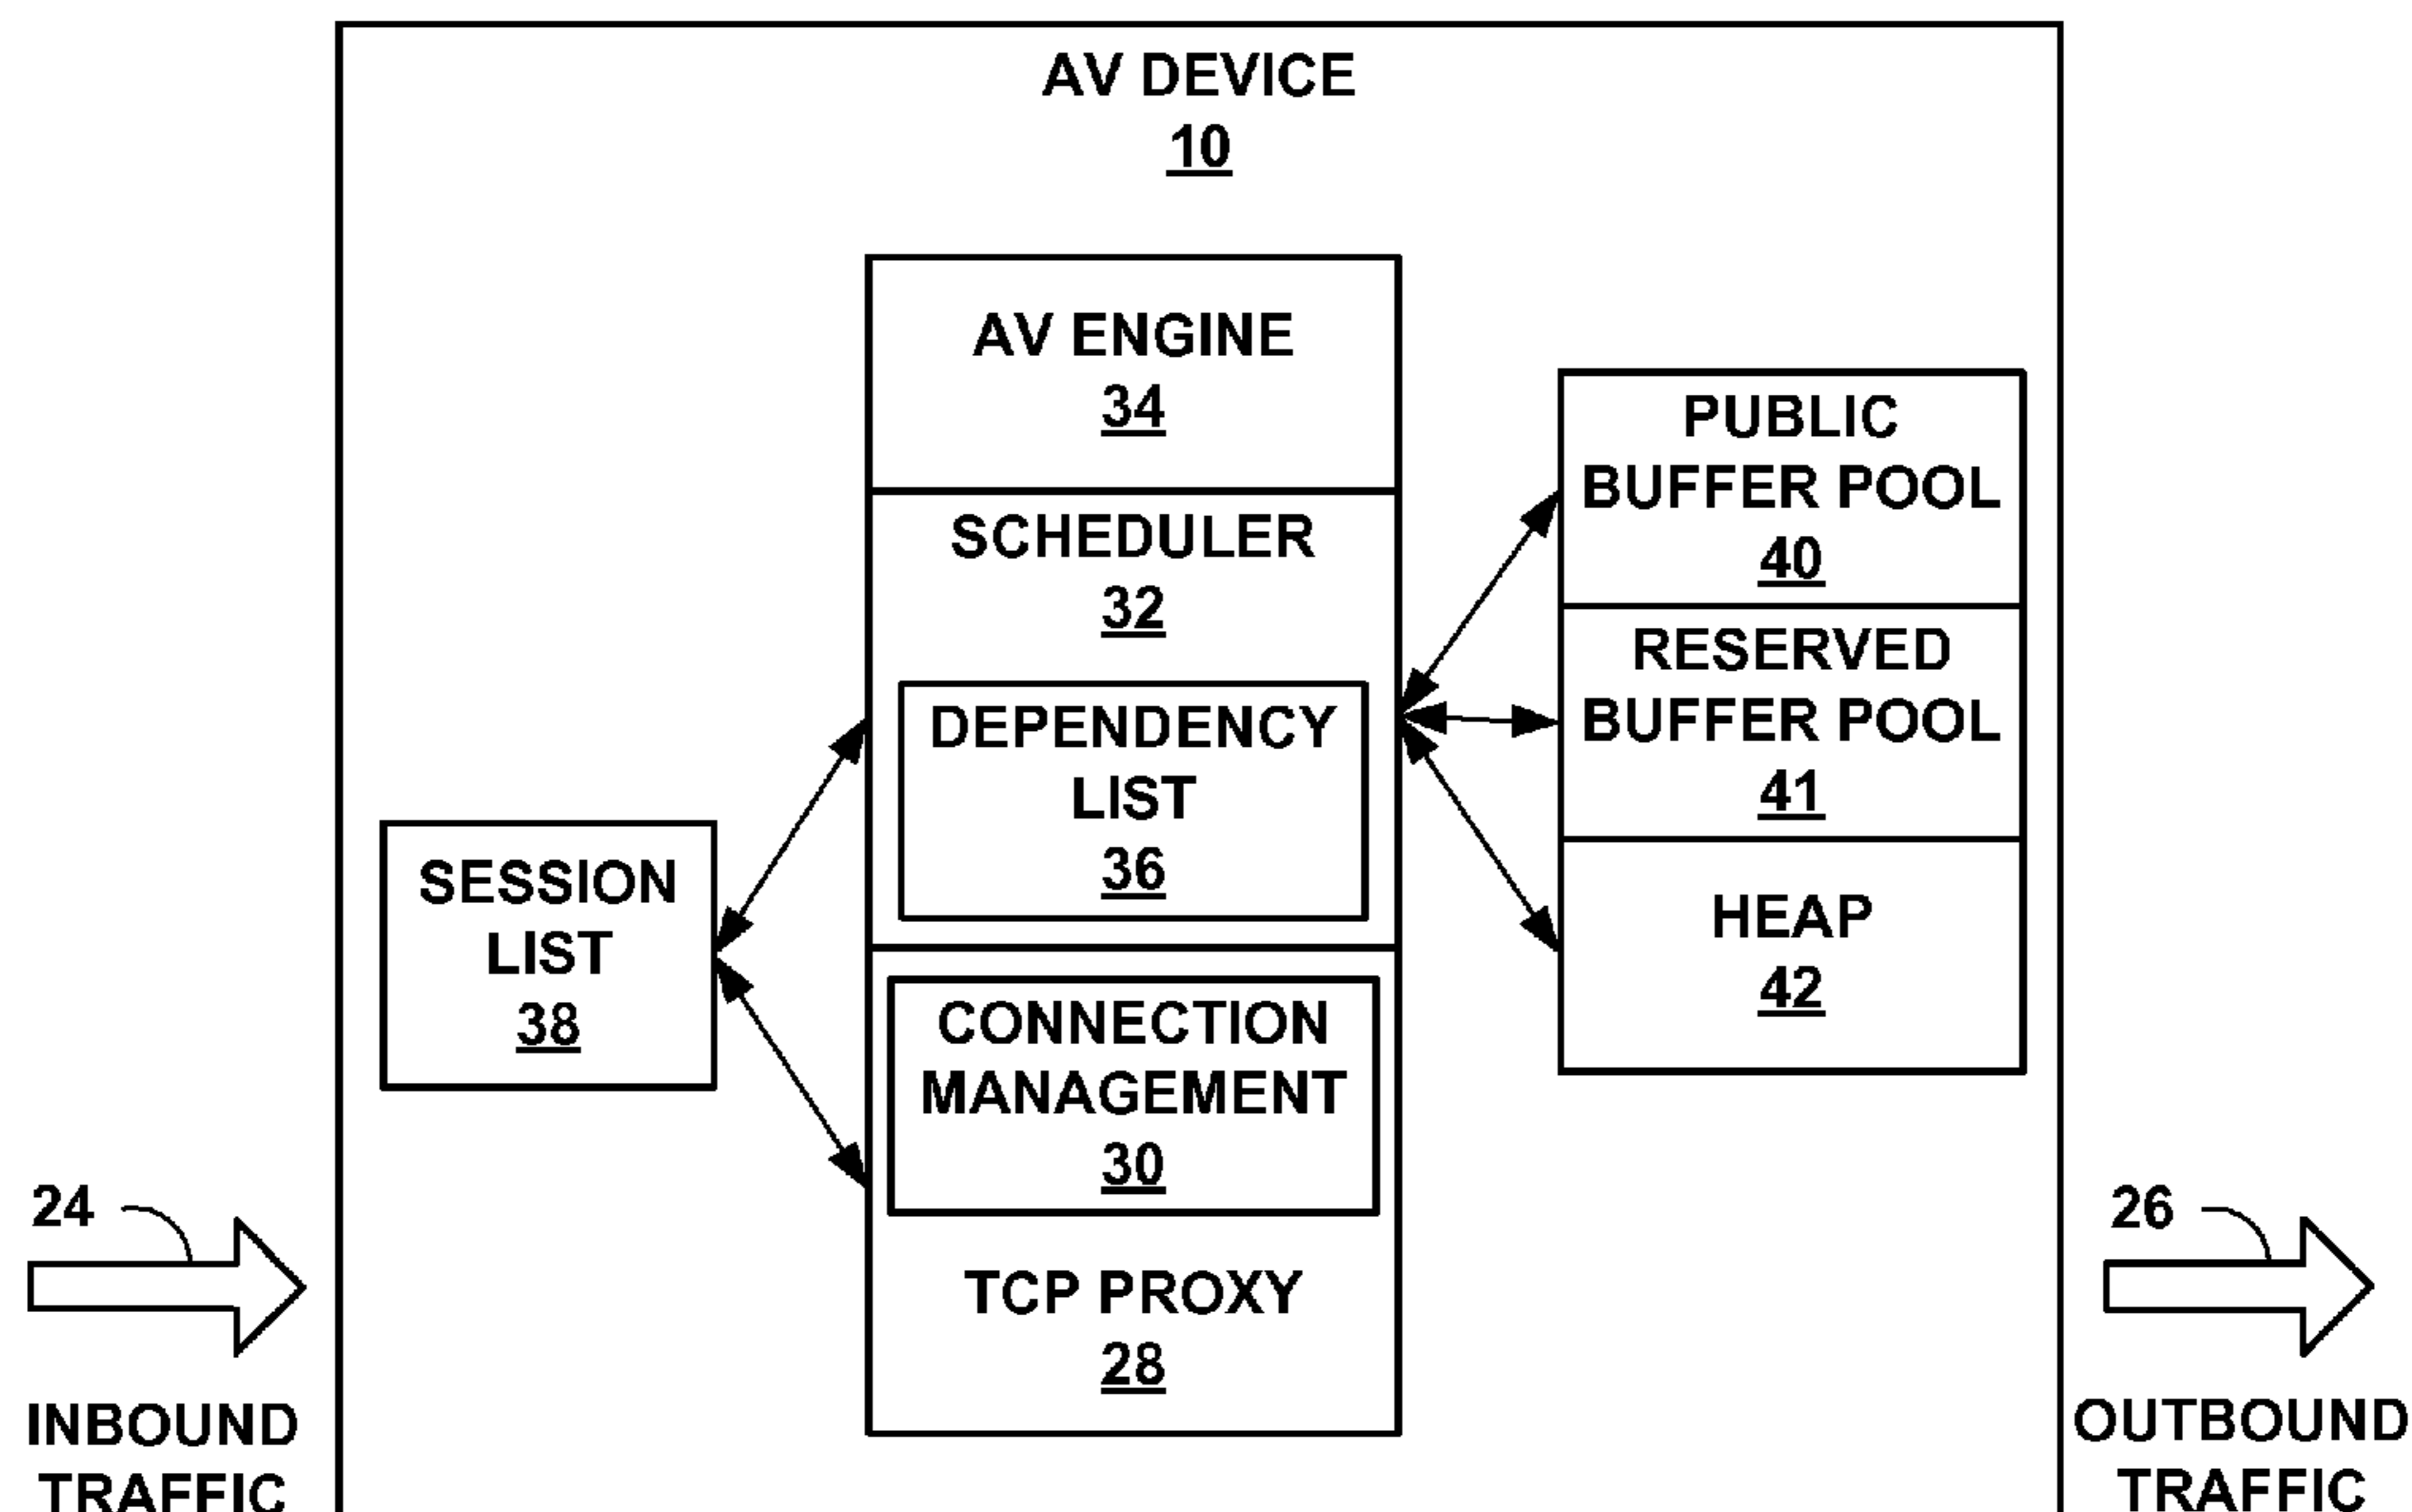 AV DEVICE
10
AV ENGINE
34
SCHEDULER
32
DEPENDENCY
LIST
36
CONNECTION
MANAGEMENT
30
TCP PROXY
28
SESSION
LIST
38
PUBLIC
BUFFER POOL
40
RESERVED
BUFFER POOL
41
HEAP
42
24
INBOUND
TRAFFIC
26
OUTBOUND
TRAFFIC